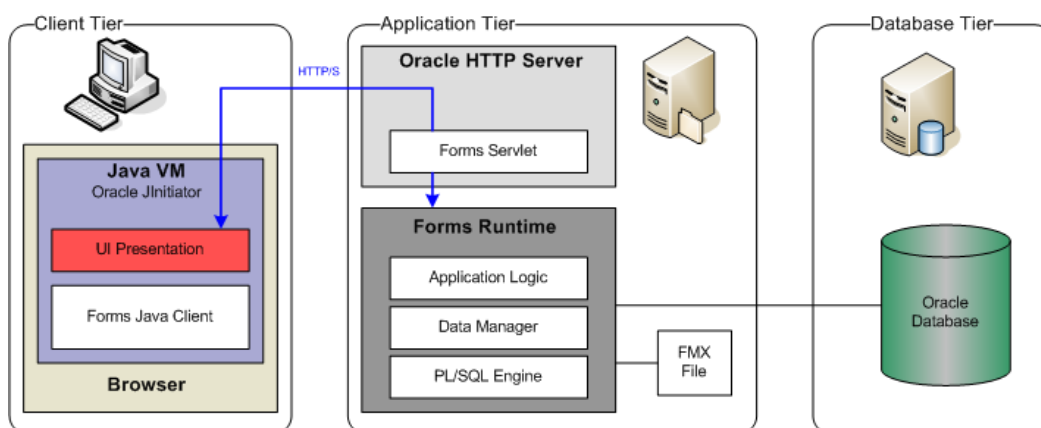 Client Tier
Application Tier
Database Tier
HTTP/S
Oracle HTTP Server
Forms Servlet
Java VM
Oracle JInitiator
UI Presentation
Forms Java Client
Browser
Forms Runtime
Application Logic
Data Manager
PL/SQL Engine
FMX
File
Oracle
Database